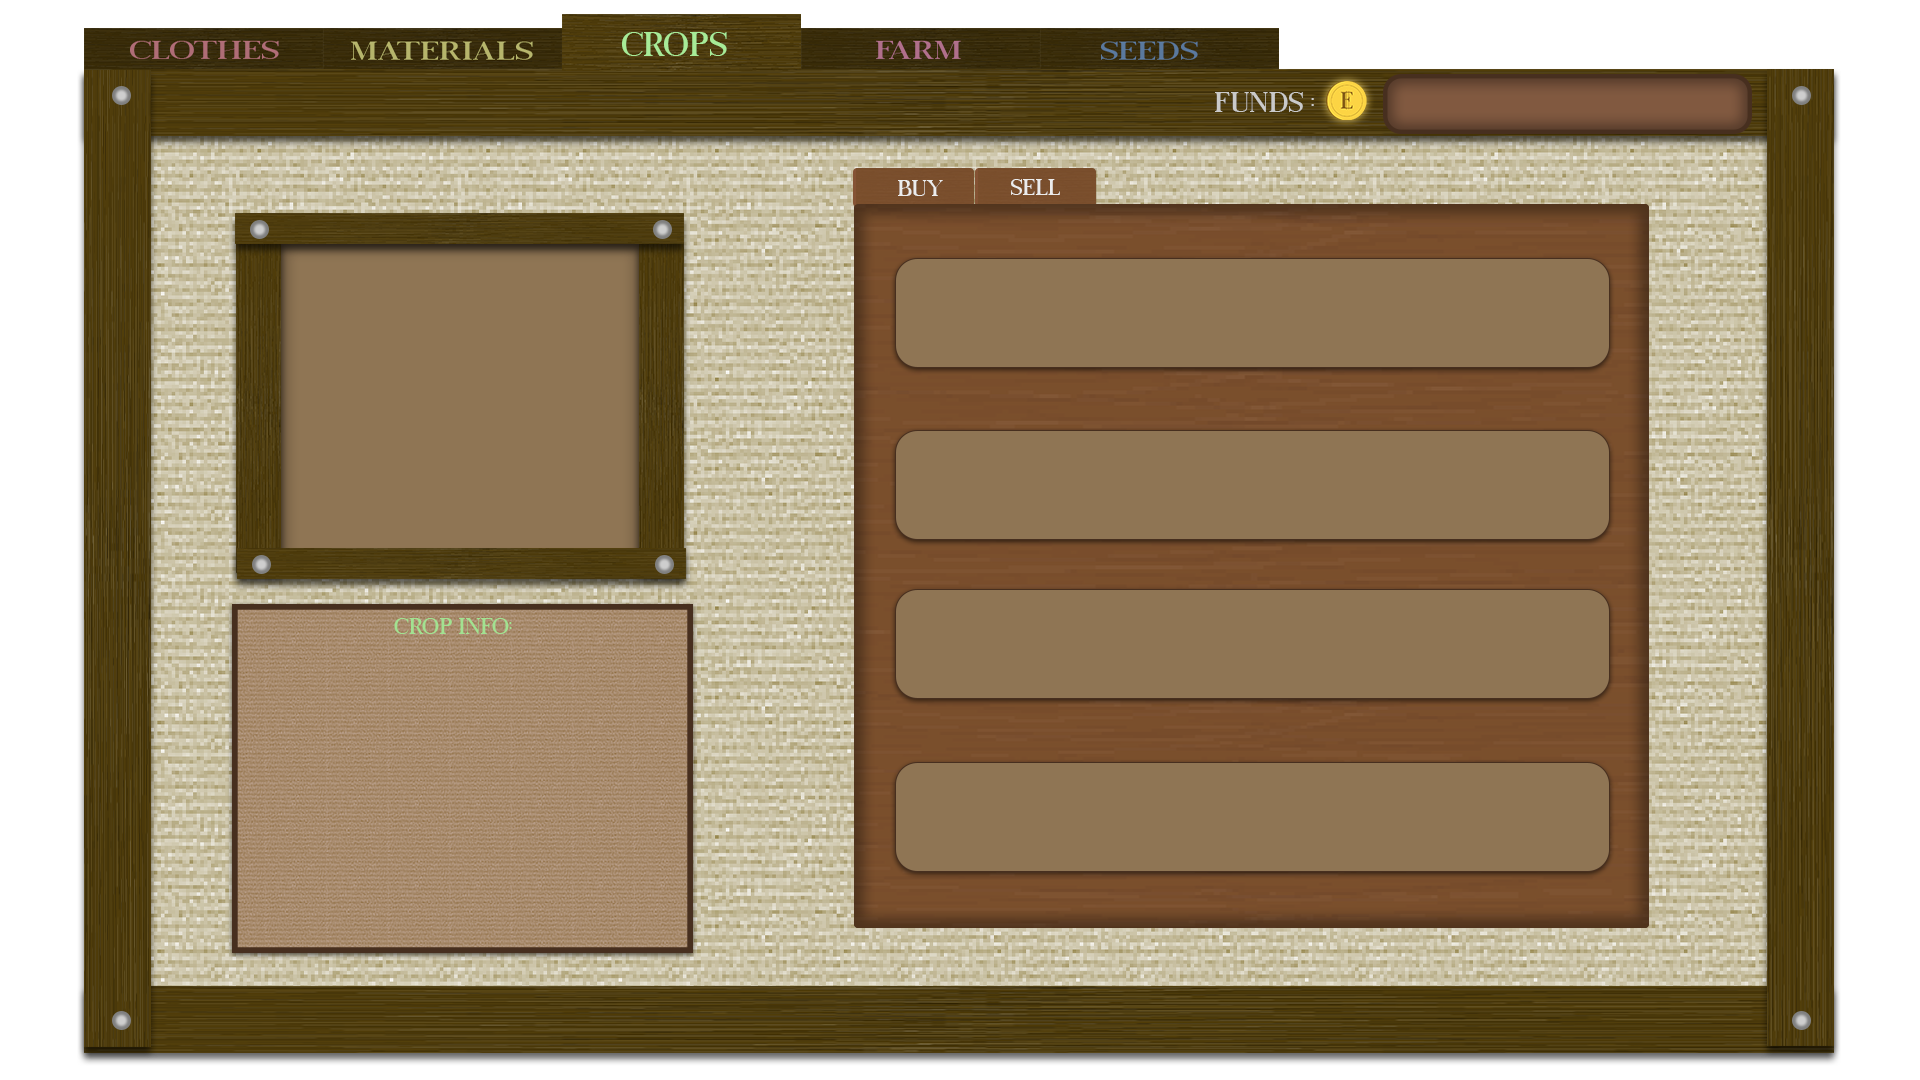 CLOTHES
MATERIALS
CROPS
FARM
SEEDS
FUNDS : E
BUY
SELL
CROP INFO: